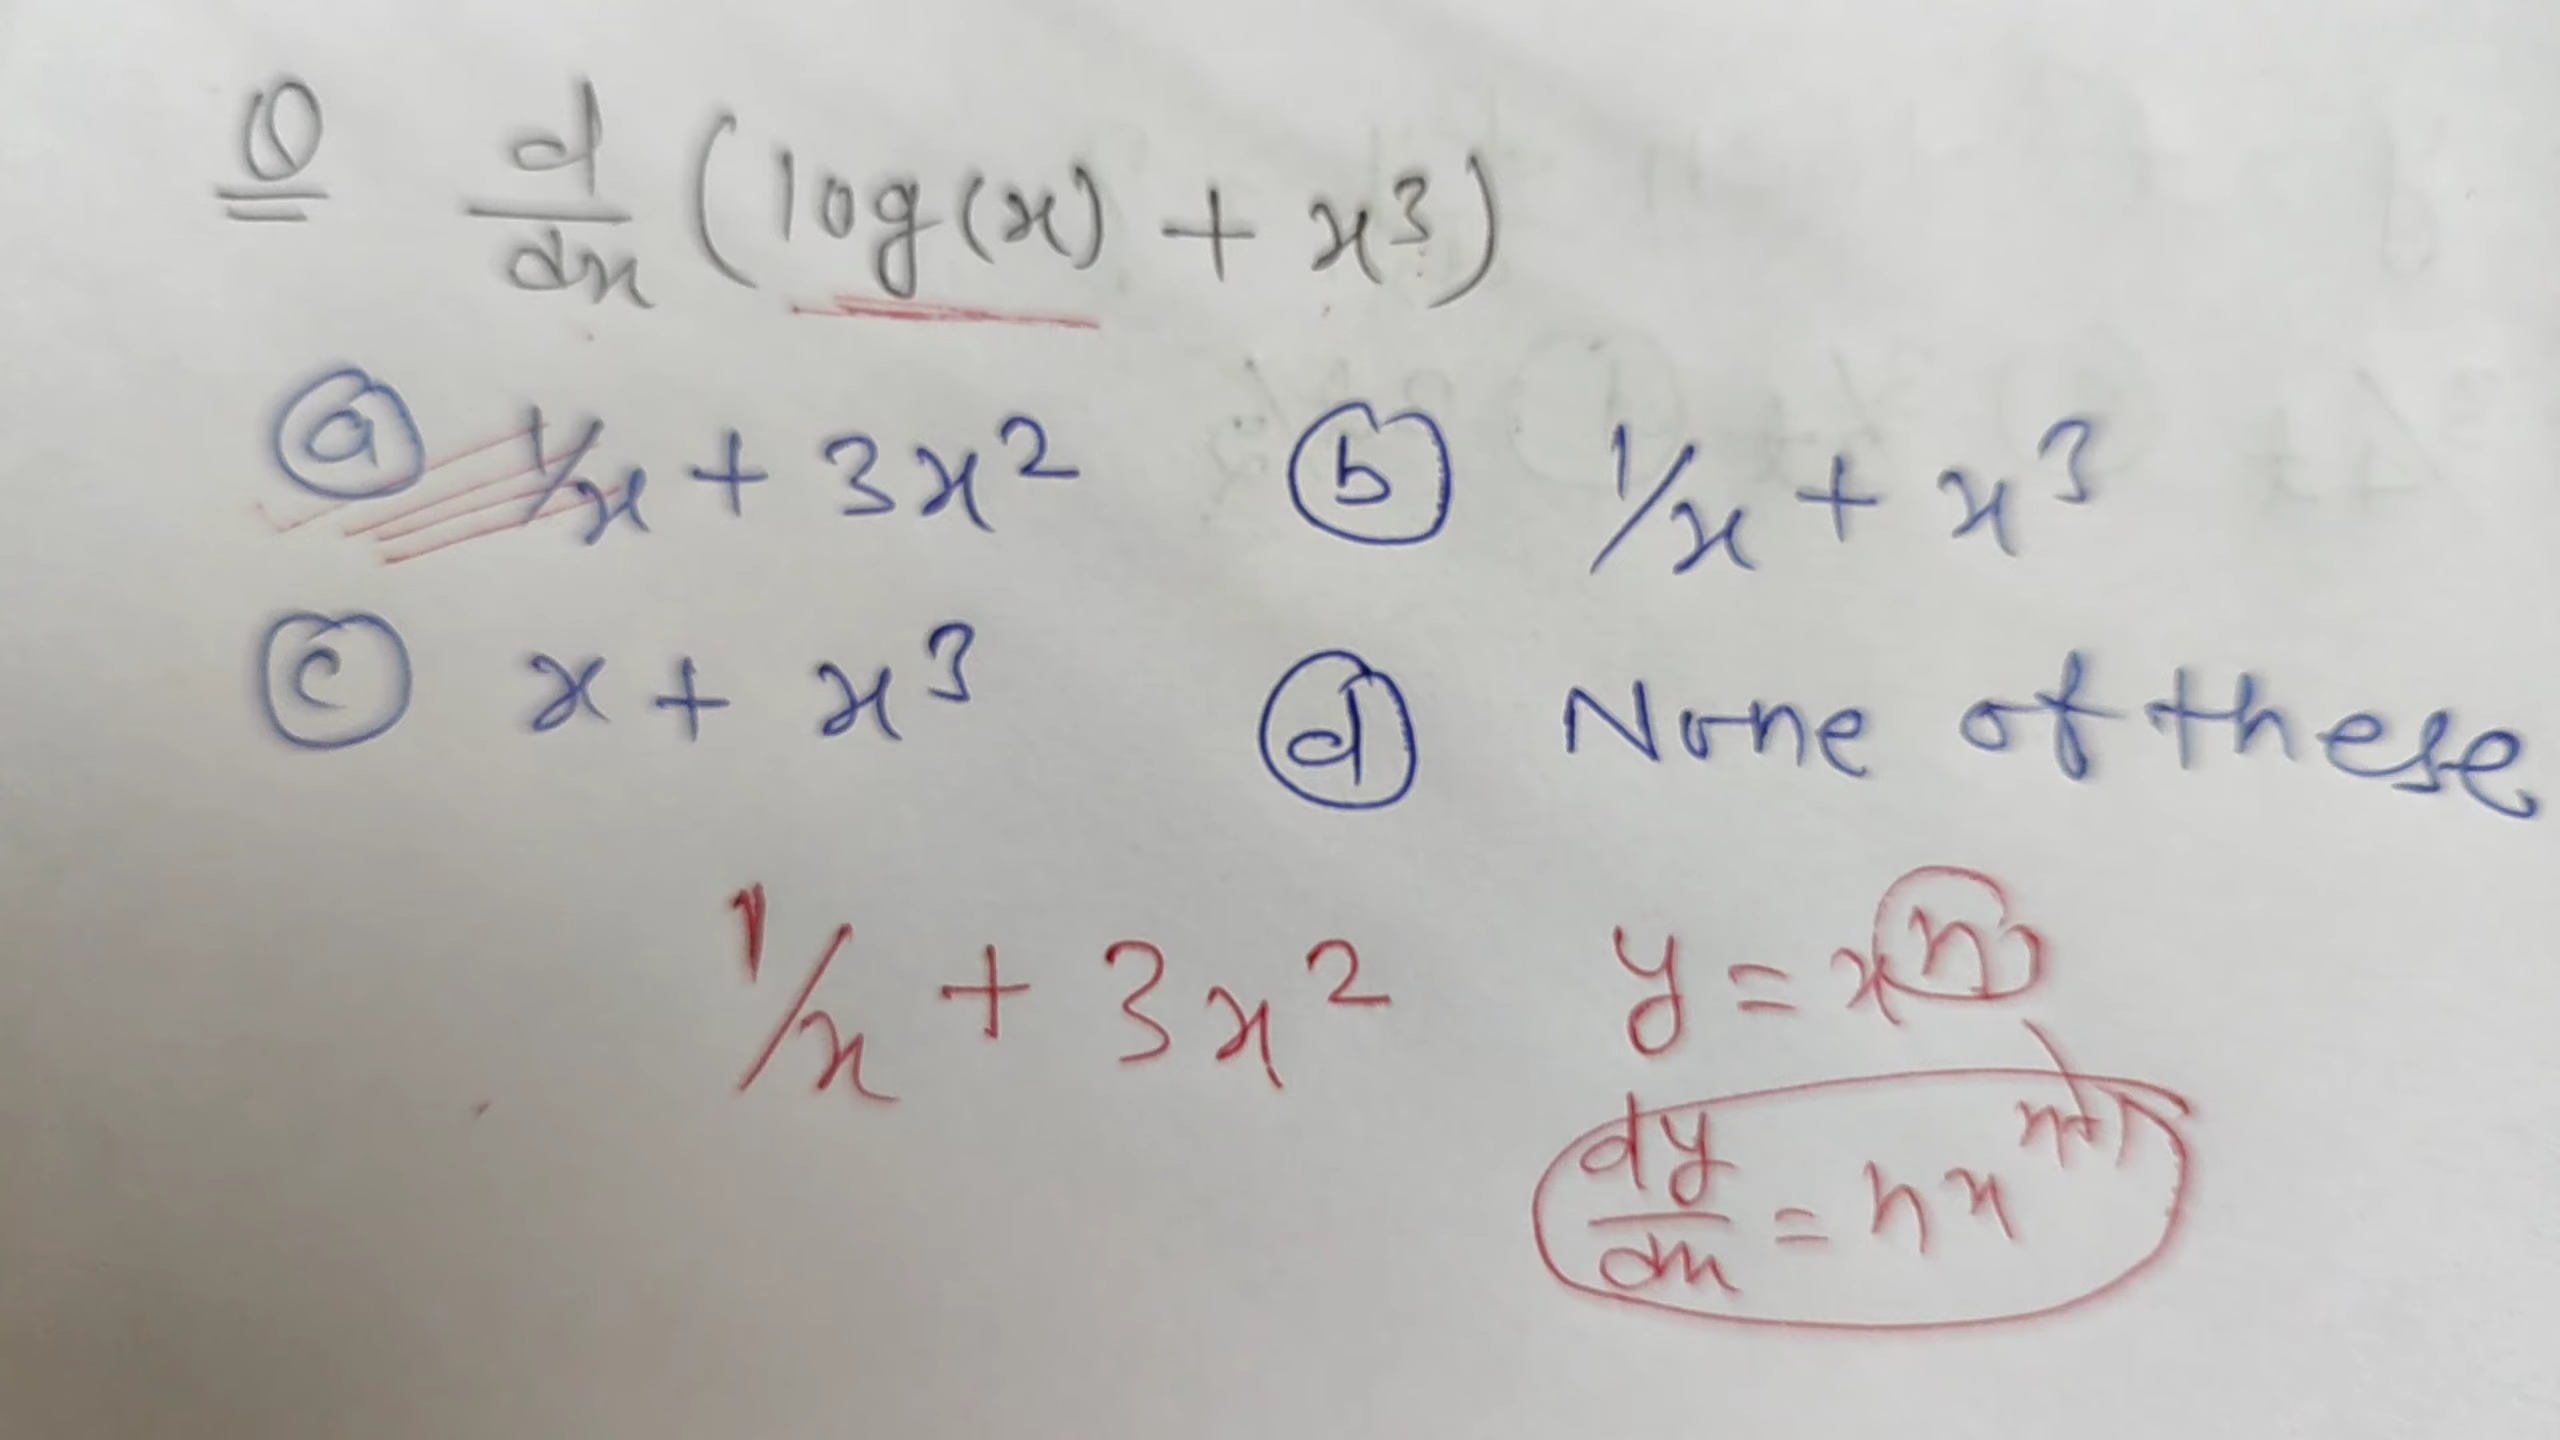 Q d/dx (log(x) + x³)
(a) 1/x + 3x² (b) 1/x + x³
(c) x + x³ (d) None of these
1/x + 3x² y = xⁿ
dy/dx = nxⁿ⁺¹